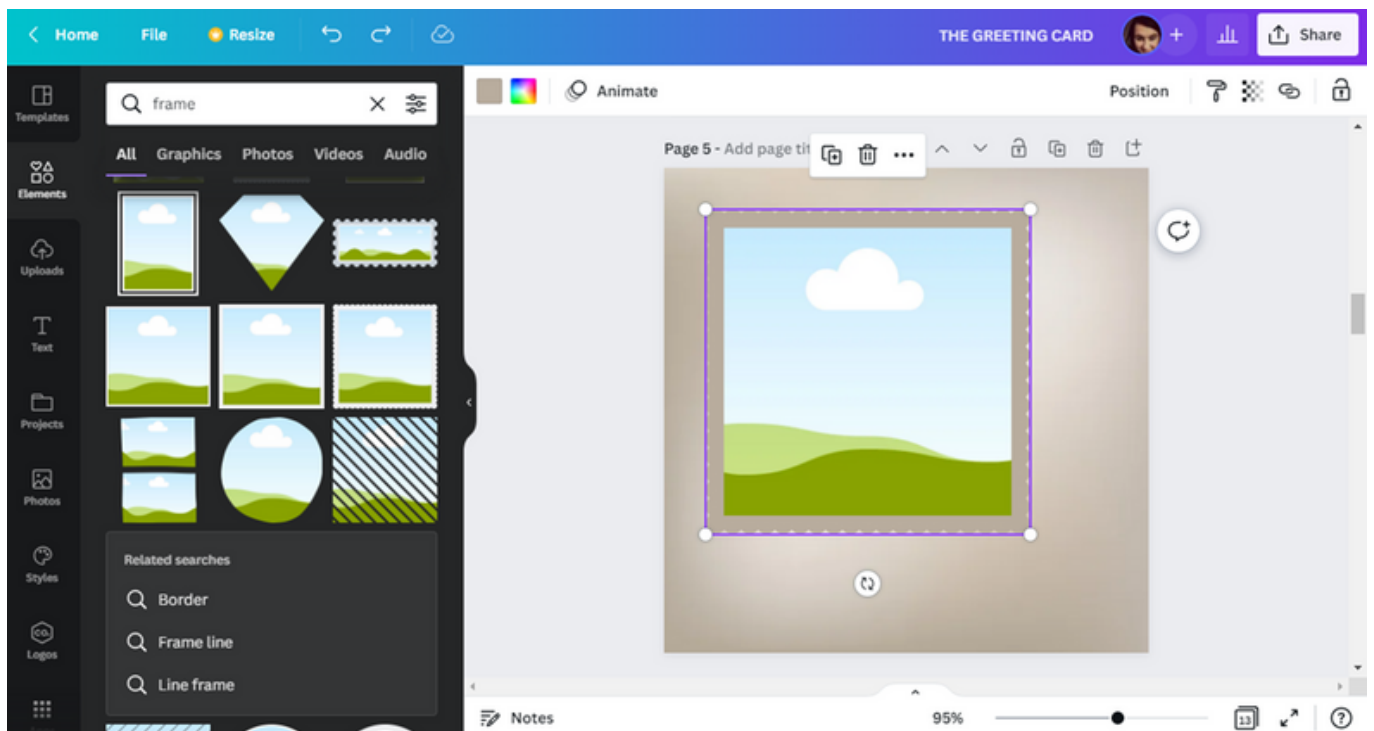 Home File Resize THE GREETING CARD + Share
Templates
Elements
Uploads
Text
Projects
Photos
Styles
CO.
Logos
frame
All Graphics Photos Videos Audio
Related searches
Border
Frame line
Line frame
Animate Position
Page 5 - Add page tit
Notes 95% 13 ?